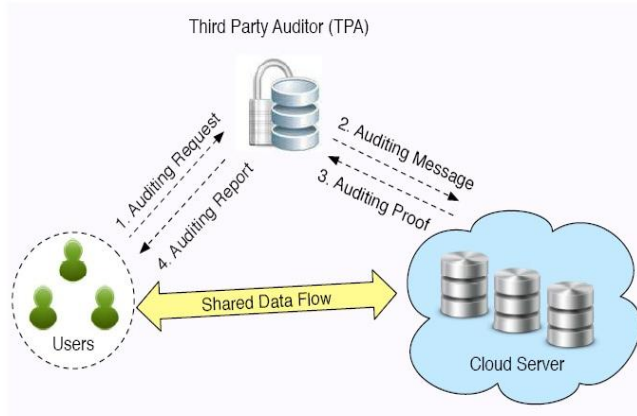 Third Party Auditor (TPA)
1. Auditing Request
2. Auditing Message
3. Auditing Proof
4. Auditing Report
Shared Data Flow
Users
Cloud Server